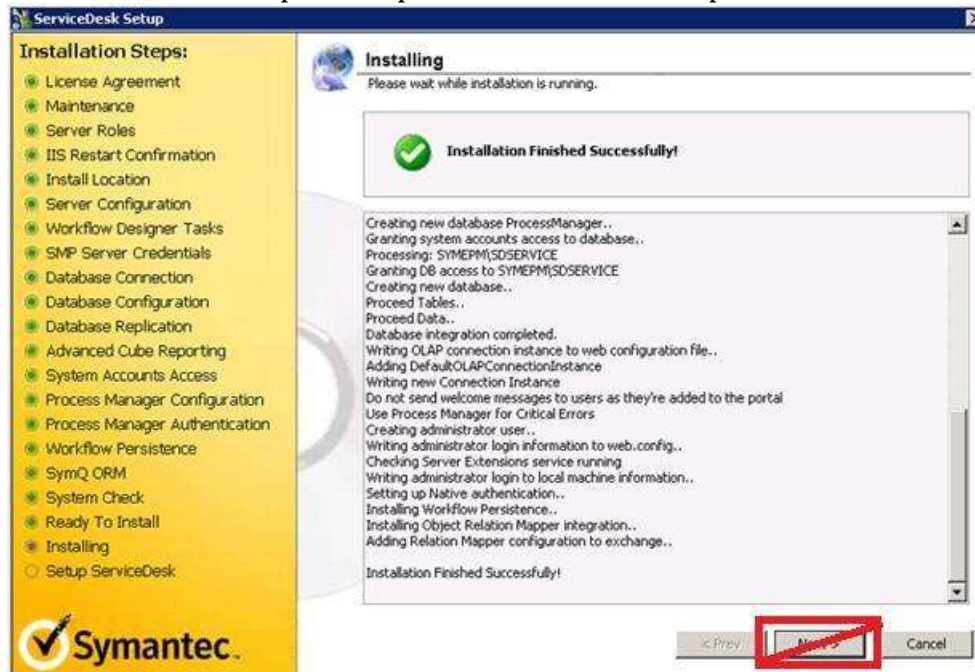 ServiceDesk Setup
Installation Steps:
License Agreement
Maintenance
Server Roles
IIS Restart Confirmation
Install Location
Server Configuration
Workflow Designer Tasks
SMP Server Credentials
Database Connection
Database Configuration
Database Replication
Advanced Cube Reporting
System Accounts Access
Process Manager Configuration
Process Manager Authentication
Workflow Persistence
SymQ ORM
System Check
Ready To Install
Installing
Setup ServiceDesk
Symantec.
Installing
Please wait while installation is running.
Installation Finished Successfully!
Creating new database ProcessManager..
Granting system accounts access to database..
Processing: SYMEPM\SDSERVICE
Granting DB access to SYMEPM\SDSERVICE
Creating new database..
Proceed Tables..
Proceed Data..
Database integration completed.
Writing OLAP connection instance to web configuration file..
Adding DefaultOLAPConnectionInstance
Writing new Connection Instance
Do not send welcome messages to users as they're added to the portal
Use Process Manager for Critical Errors
Creating administrator user..
Writing administrator login information to web.config..
Checking Server Extensions service running
Writing administrator login to local machine information..
Setting up Native authentication..
Installing Workflow Persistence..
Installing Object Relation Mapper integration..
Adding Relation Mapper configuration to exchange..
Installation Finished Successfully!
< Prev
Cancel